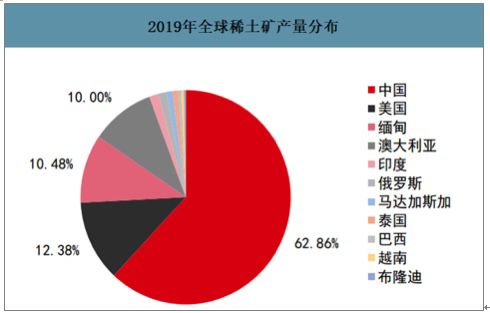 2019年全球稀土矿产量分布
10.00%
10.48%
12.38%
62.86%
中国
美国
缅甸
澳大利亚
印度
俄罗斯
马达加斯加
泰国
巴西
越南
布隆迪